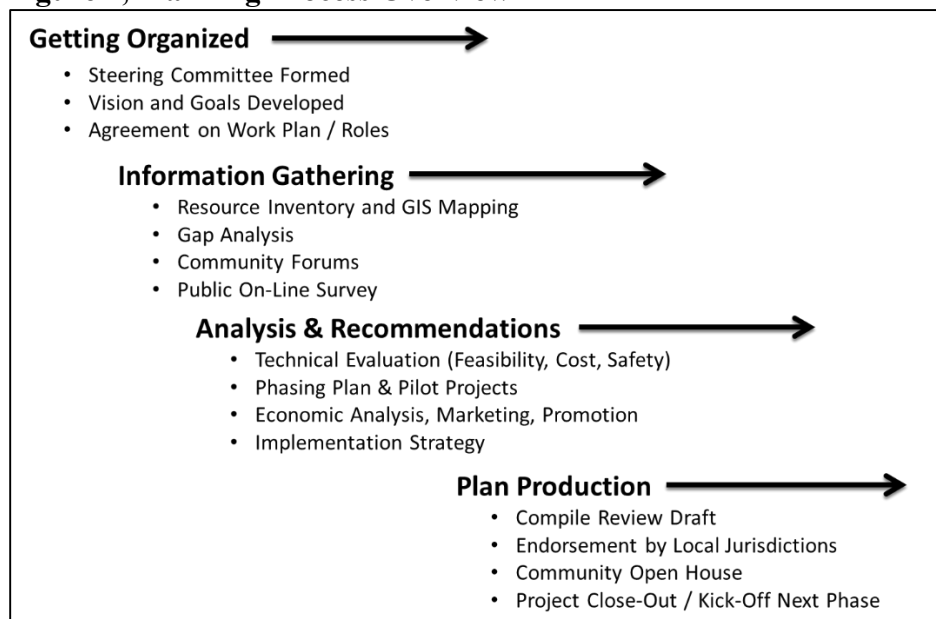 Getting Organized
• Steering Committee Formed
• Vision and Goals Developed
• Agreement on Work Plan / Roles
Information Gathering
• Resource Inventory and GIS Mapping
• Gap Analysis
• Community Forums
• Public On-Line Survey
Analysis & Recommendations
• Technical Evaluation (Feasibility, Cost, Safety)
• Phasing Plan & Pilot Projects
• Economic Analysis, Marketing, Promotion
• Implementation Strategy
Plan Production
• Compile Review Draft
• Endorsement by Local Jurisdictions
• Community Open House
• Project Close-Out / Kick-Off Next Phase